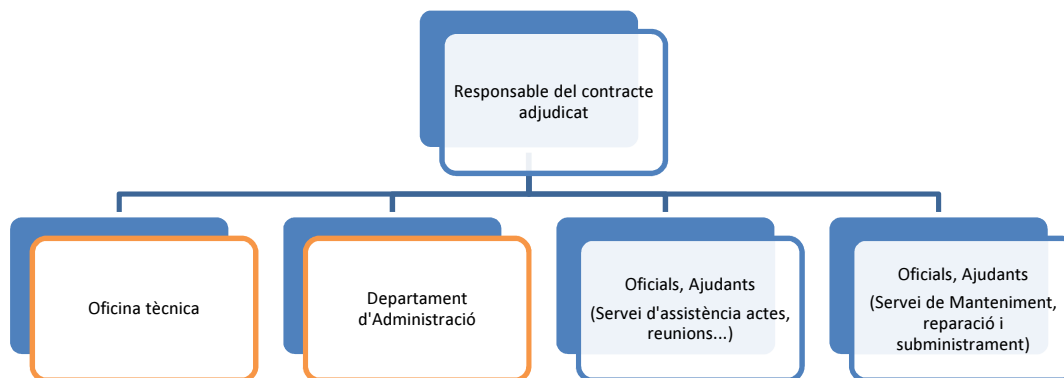 Responsable del contracte
adjudicat
Oficina tècnica
Departament
d'Administració
Oficials, Ajudants
(Servei d'assistència actes,
reunions...)
Oficials, Ajudants
(Servei de Manteniment,
reparació i
subministrament)